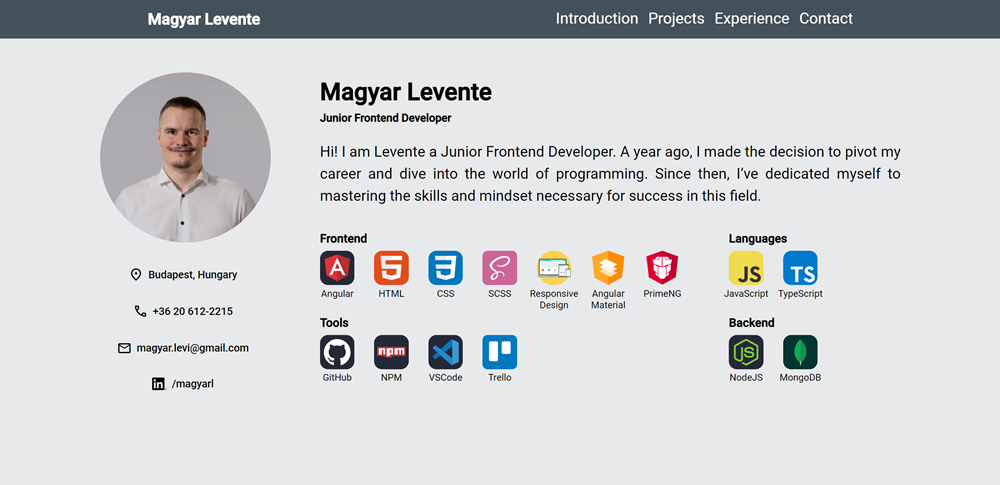 Magyar Levente
Introduction Projects Experience Contact
Magyar Levente
Junior Frontend Developer
Hi! I am Levente a Junior Frontend Developer. A year ago, I made the decision to pivot my
career and dive into the world of programming. Since then, I've dedicated myself to
mastering the skills and mindset necessary for success in this field.
Budapest, Hungary
+36 20 612-2215
magyar.levi@gmail.com
in /magyarl
Frontend
Angular HTML CSS SCSS Responsive Design Angular Material PrimeNG
Languages
JS TS
JavaScript TypeScript
Tools
npm
GitHub NPM VSCode Trello
Backend
JS
NodeJS MongoDB